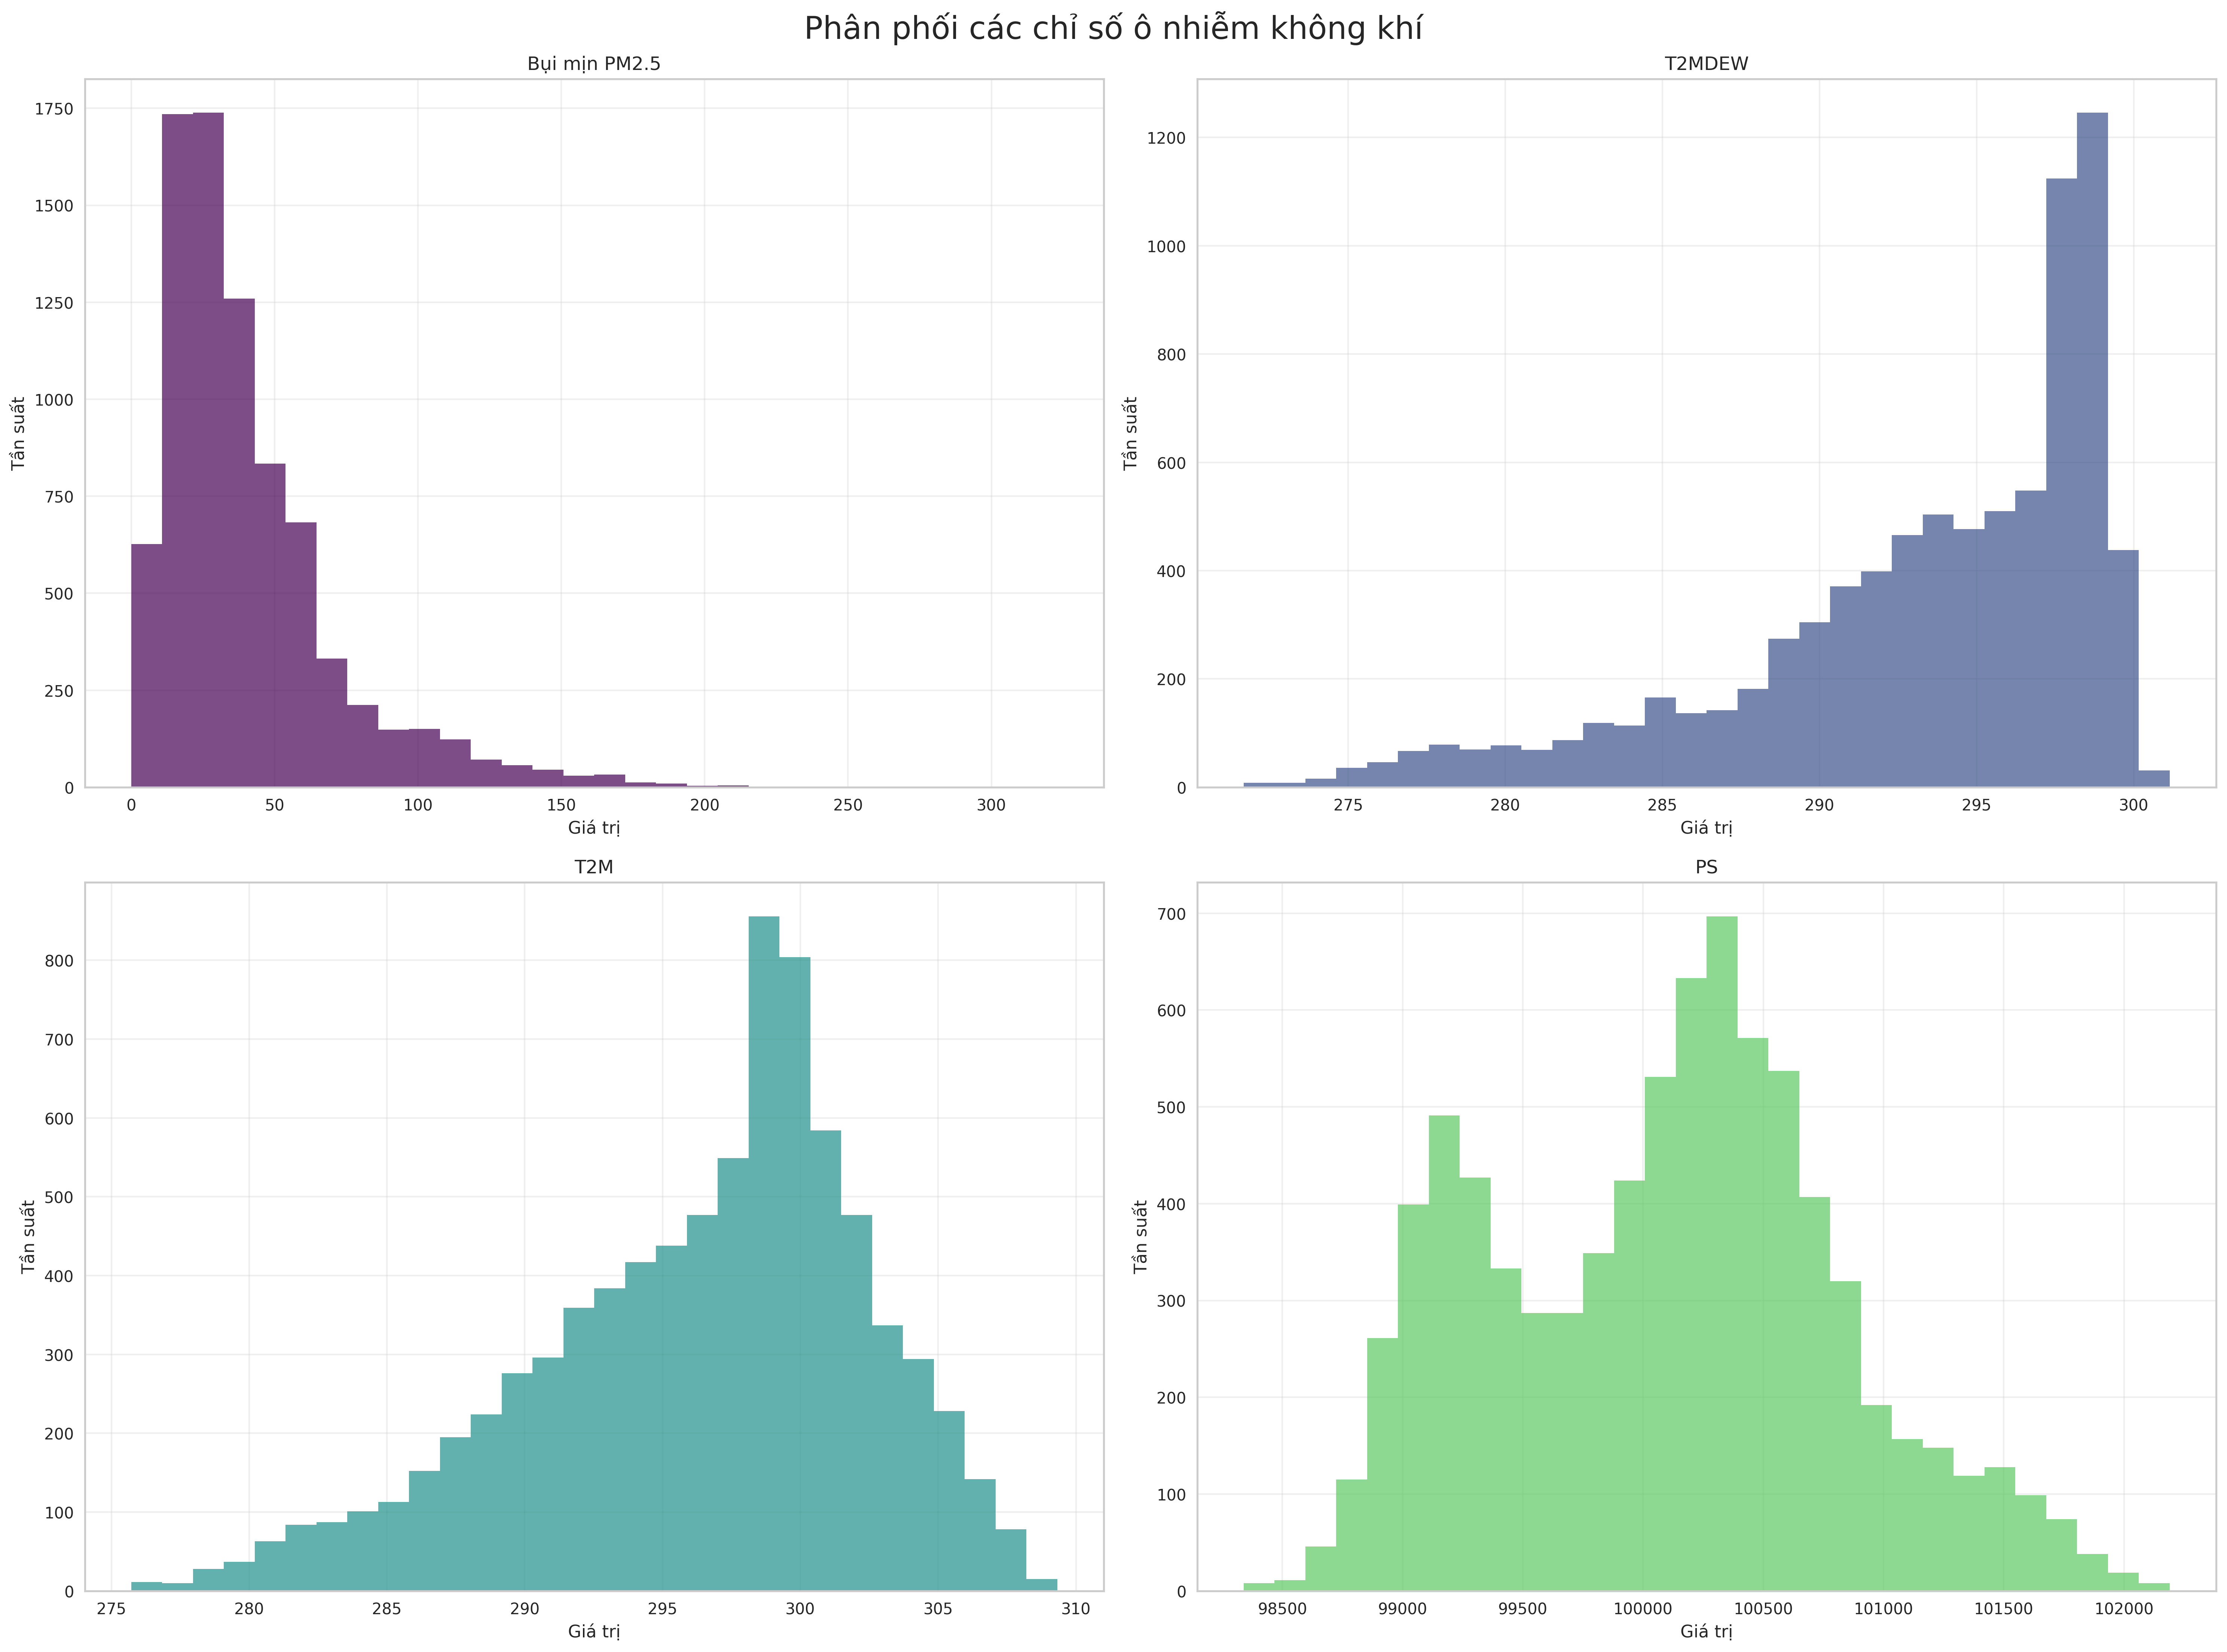 Phân phối các chỉ số ô nhiễm không khí
Bụi mịn PM2.5
Tần suất
1750
1500
1250
1000
750
500
250
0
0 50 100 150 200 250 300
Giá trị
T2MDEW
Tần suất
1200
1000
800
600
400
200
0
275 280 285 290 295 300
Giá trị
T2M
Tần suất
800
700
600
500
400
300
200
100
0
275 280 285 290 295 300 305 310
Giá trị
PS
Tần suất
700
600
500
400
300
200
100
0
98500 99000 99500 100000 100500 101000 101500 102000
Giá trị